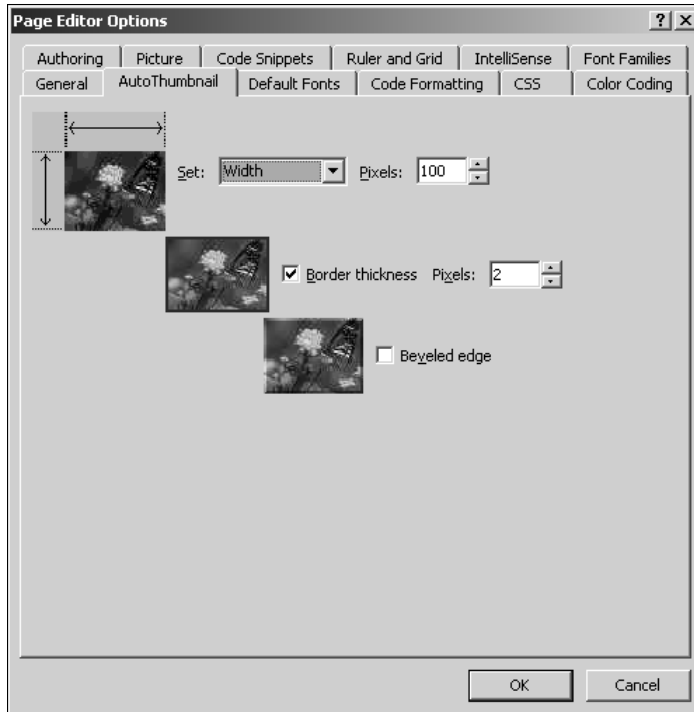 Page Editor Options
Authoring Picture Code Snippets Ruler and Grid IntelliSense Font Families
General AutoThumbnail Default Fonts Code Formatting CSS Color Coding
Set: Width Pixels: 100
Border thickness Pixels: 2
Beveled edge
OK Cancel